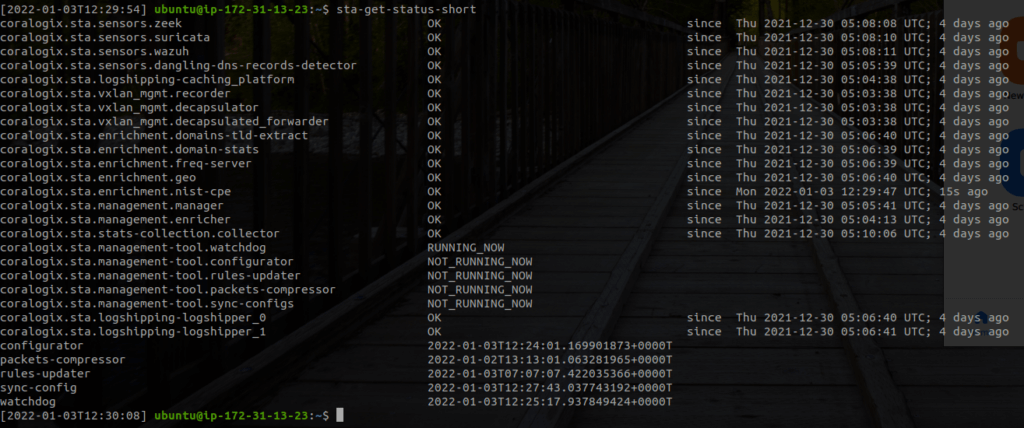 [2022-01-03T12:29:54] ubuntu@ip-172-31-13-23:~$ sta-get-status-short
coralogix.sta.sensors.zeek OK since Thu 2021-12-30 05:08:08 UTC; 4 days ago
coralogix.sta.sensors.suricata OK since Thu 2021-12-30 05:08:10 UTC; 4 days ago
coralogix.sta.sensors.wazuh OK since Thu 2021-12-30 05:08:11 UTC; 4 days ago
coralogix.sta.sensors.dangling-dns-records-detector OK since Thu 2021-12-30 05:05:39 UTC; 4 days ago
coralogix.sta.logshipping-caching_platform OK since Thu 2021-12-30 05:04:38 UTC; 4 days ago
coralogix.sta.vxlan_mgmt.recorder OK since Thu 2021-12-30 05:03:38 UTC; 4 days ago
coralogix.sta.vxlan_mgmt.decapsulator OK since Thu 2021-12-30 05:03:38 UTC; 4 days ago
coralogix.sta.vxlan_mgmt.decapsulated_forwarder OK since Thu 2021-12-30 05:03:38 UTC; 4 days ago
coralogix.sta.enrichment.domains-tld-extract OK since Thu 2021-12-30 05:06:40 UTC; 4 days ago
coralogix.sta.enrichment.domain-stats OK since Thu 2021-12-30 05:06:39 UTC; 4 days ago
coralogix.sta.enrichment.freq-server OK since Thu 2021-12-30 05:06:39 UTC; 4 days ago
coralogix.sta.enrichment.geo OK since Thu 2021-12-30 05:06:40 UTC; 4 days ago
coralogix.sta.enrichment.nist-cpe OK since Mon 2022-01-03 12:29:47 UTC; 15s ago
coralogix.sta.management.manager OK since Thu 2021-12-30 05:05:41 UTC; 4 days ago
coralogix.sta.management.enricher OK since Thu 2021-12-30 05:04:13 UTC; 4 days ago
coralogix.sta.stats-collection.collector OK since Thu 2021-12-30 05:10:06 UTC; 4 days ago
coralogix.sta.management-tool.watchdog RUNNING_NOW
coralogix.sta.management-tool.configurator NOT_RUNNING_NOW
coralogix.sta.management-tool.rules-updater NOT_RUNNING_NOW
coralogix.sta.management-tool.packets-compressor NOT_RUNNING_NOW
coralogix.sta.management-tool.sync-configs NOT_RUNNING_NOW
coralogix.sta.logshipping-logshipper_0 OK since Thu 2021-12-30 05:06:40 UTC; 4 days ago
coralogix.sta.logshipping-logshipper_1 OK since Thu 2021-12-30 05:06:41 UTC; 4 days ago
configurator 2022-01-03T12:24:01.169901873+0000T
packets-compressor 2022-01-02T13:13:01.063281965+0000T
rules-updater 2022-01-03T07:07:07.422035366+0000T
sync-config 2022-01-03T12:27:43.037743192+0000T
watchdog 2022-01-03T12:25:17.937849424+0000T
[2022-01-03T12:30:08] ubuntu@ip-172-31-13-23:~$